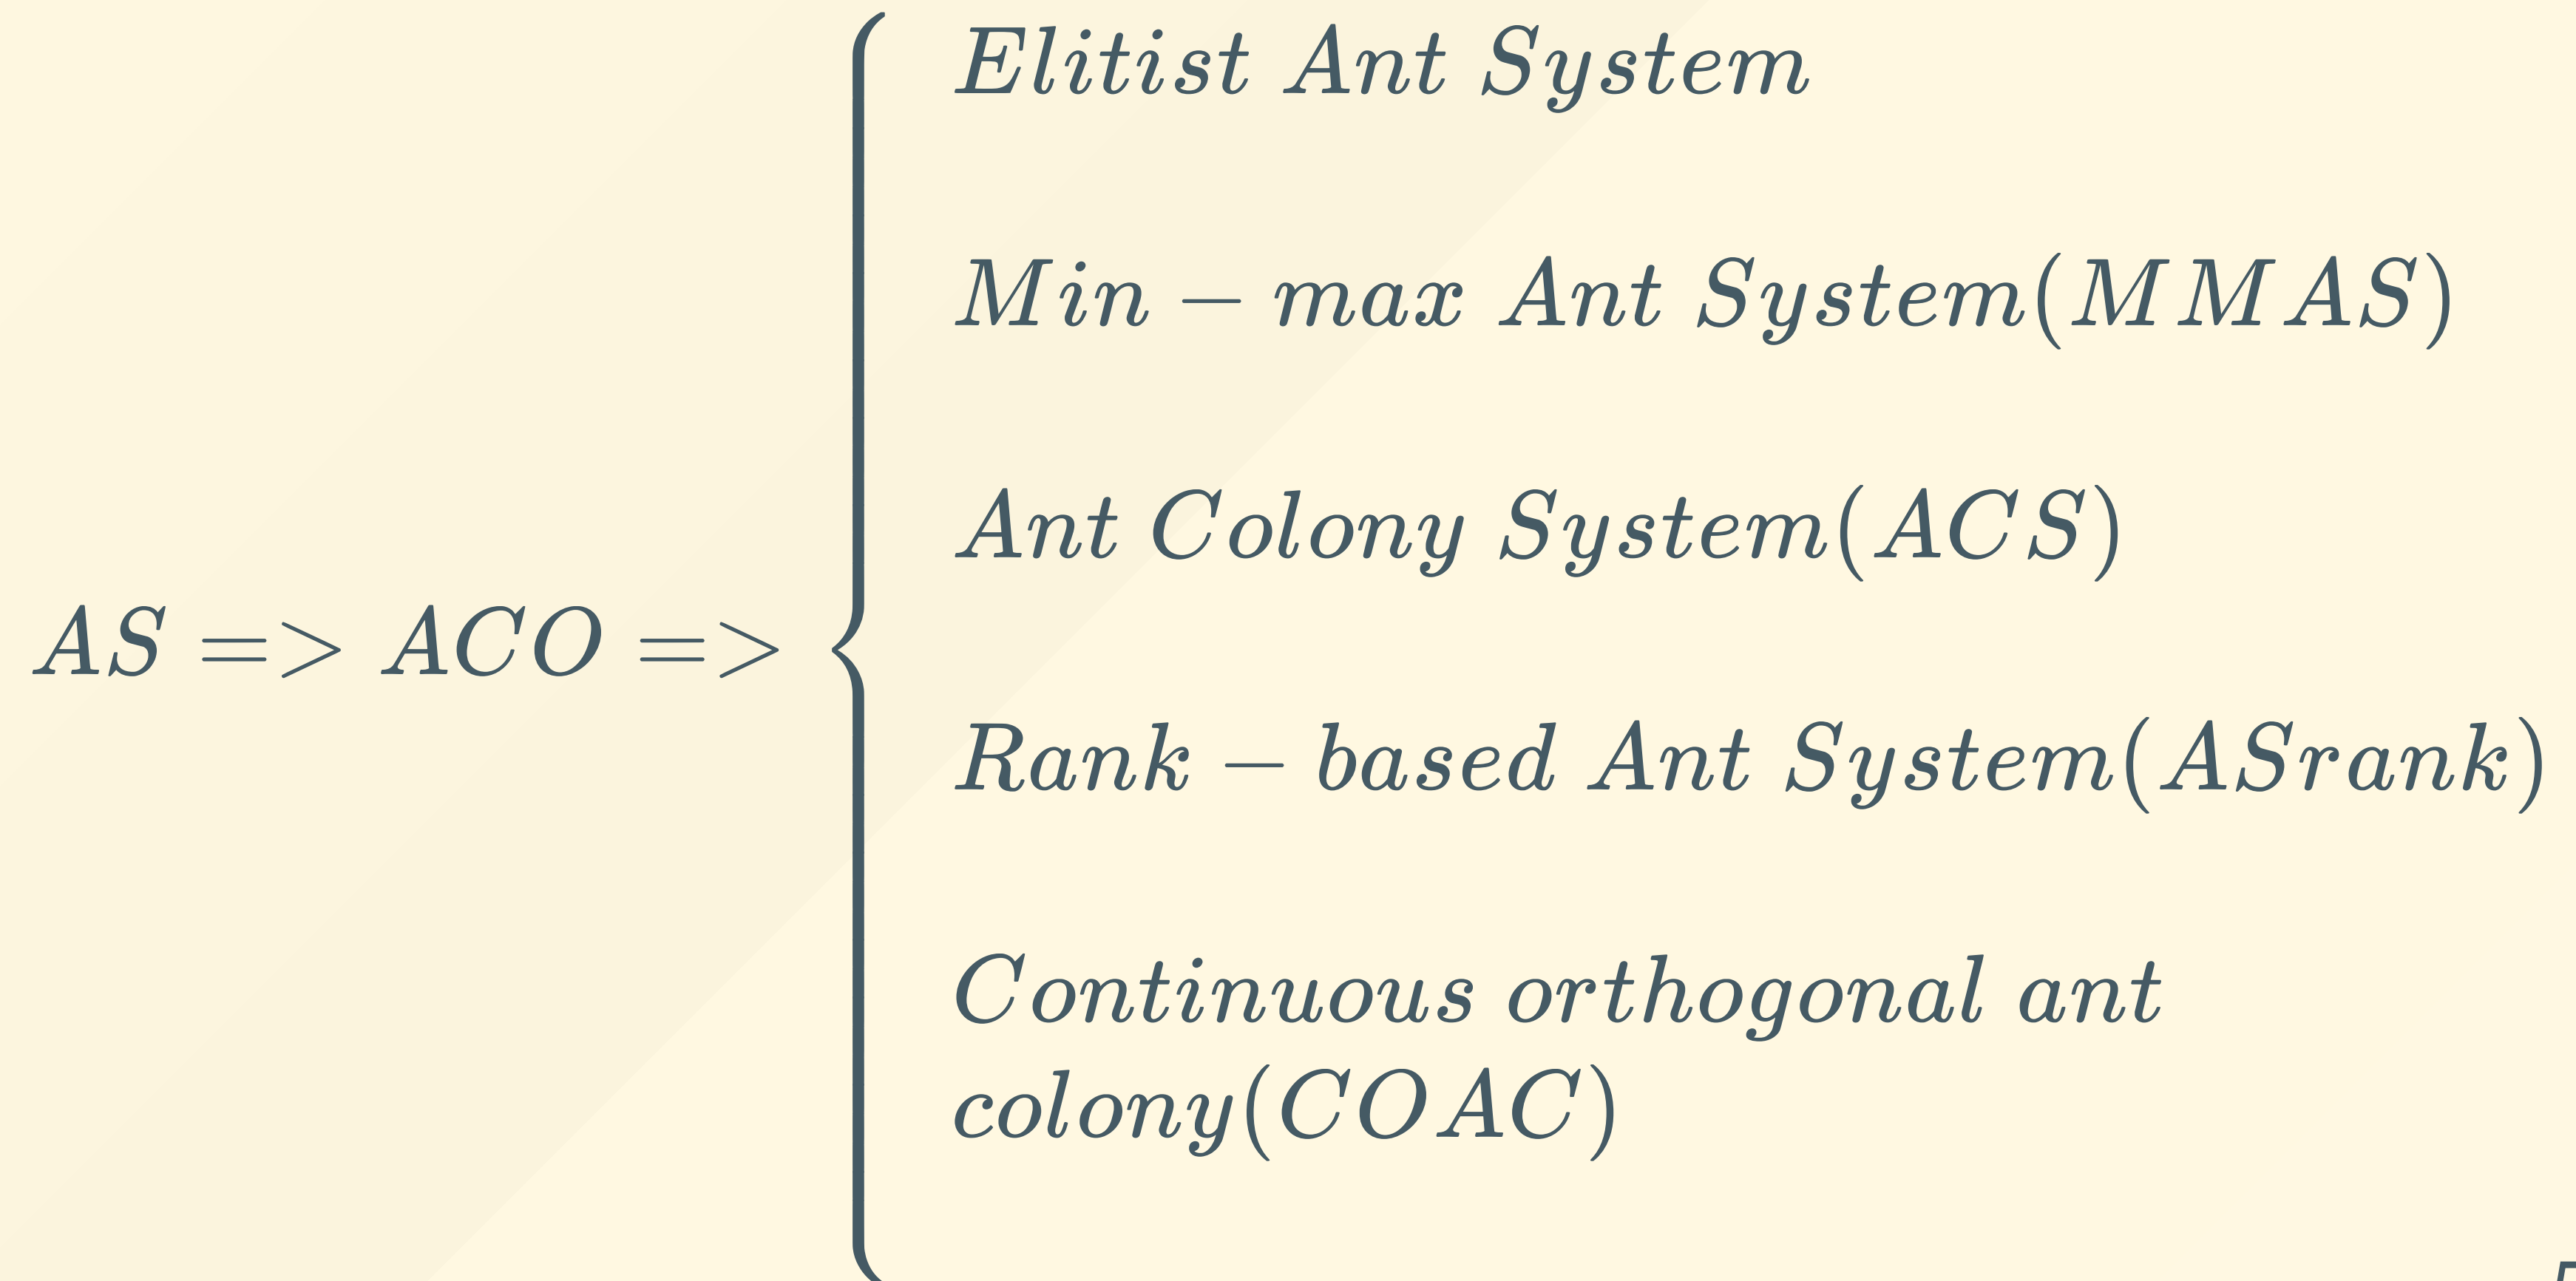 Elitist Ant System
Min − max Ant System(MMAS)
Ant Colony System(ACS)
AS => ACO =>
Rank − based Ant System(ASrank)
Continuous orthogonal ant
colony(COAC)